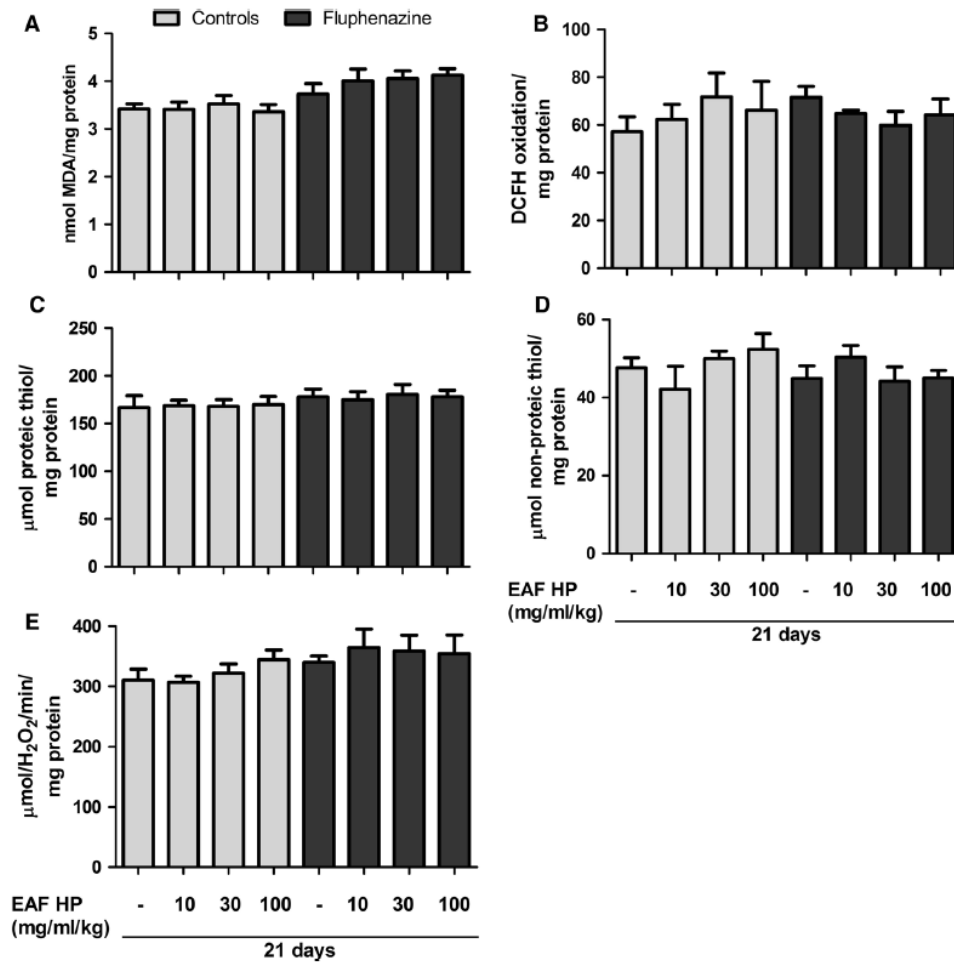 Controls Fluphenazine
A
nmol MDA/mg protein
5
4
3
2
1
0
B
DCFH oxidation/
mg protein
100
80
60
40
20
0
C
µmol proteic thiol/
mg protein
250
200
150
100
50
0
D
µmol non-proteic thiol/
mg protein
60
40
20
0
EAF HP - 10 30 100 - 10 30 100
(mg/ml/kg)
21 days
E
µmol/H₂O₂/min/
mg protein
400
300
200
100
0
EAF HP - 10 30 100 - 10 30 100
(mg/ml/kg)
21 days